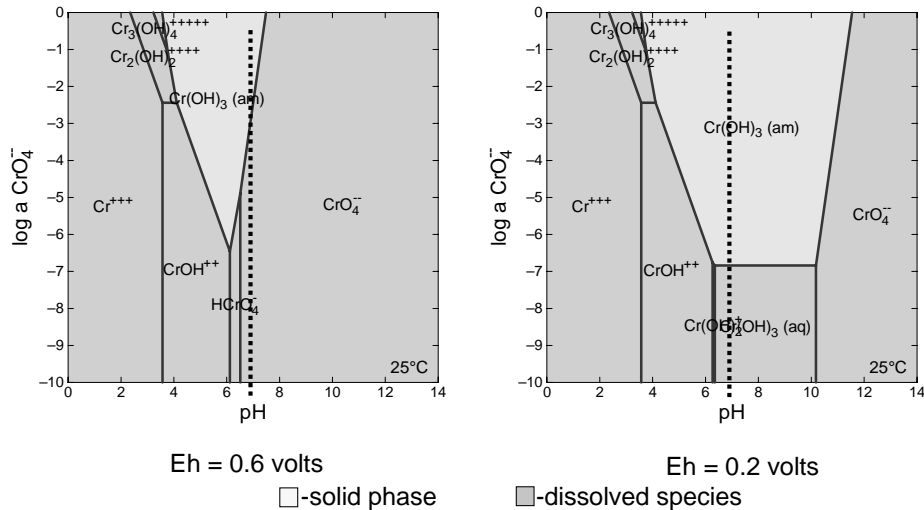 0
−1
−2
−3
−4
−5
−6
−7
−8
−9
−10
log a CrO₄⁻⁻
Cr₃(OH)₄⁺⁺⁺⁺⁺
Cr₂(OH)₂⁺⁺⁺⁺
Cr(OH)₃ (am)
Cr⁺⁺⁺
CrO₄⁻⁻
CrOH⁺⁺
HCrO₄⁻
25°C
0 2 4 6 8 10 12 14
pH
Eh = 0.6 volts
0
−1
−2
−3
−4
−5
−6
−7
−8
−9
−10
log a CrO₄⁻⁻
Cr₃(OH)₄⁺⁺⁺⁺⁺
Cr₂(OH)₂⁺⁺⁺⁺
Cr(OH)₃ (am)
Cr⁺⁺⁺
CrO₄⁻⁻
CrOH⁺⁺
Cr(OH)₂⁺
Cr(OH)₃ (aq)
25°C
0 2 4 6 8 10 12 14
pH
Eh = 0.2 volts
-solid phase
-dissolved species